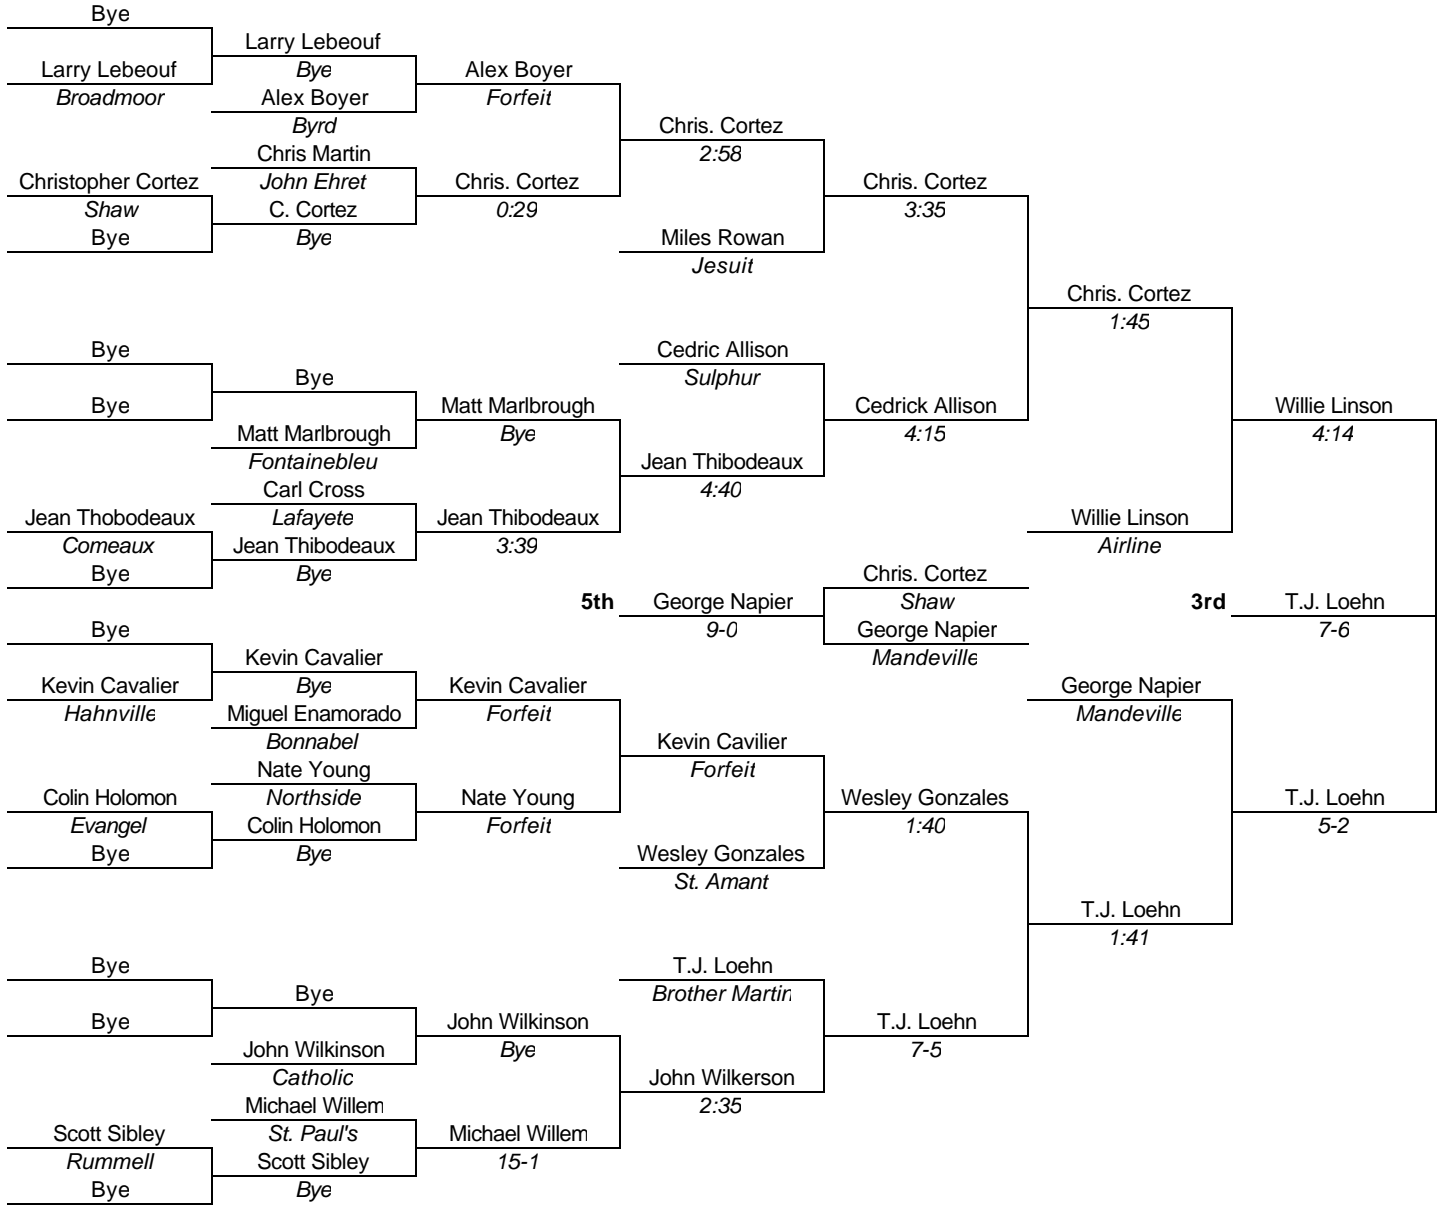 Bye
Larry Lebeouf
Larry Lebeouf
Bye
Alex Boyer
Broadmoor
Alex Boyer
Forfeit
Byrd
Chris. Cortez
Chris Martin
2:58
Christopher Cortez
John Ehret
Chris. Cortez
Chris. Cortez
Shaw
C. Cortez
0:29
3:35
Bye
Bye
Miles Rowan
Jesuit
Chris. Cortez
1:45
Bye
Cedric Allison
Bye
Sulphur
Bye
Matt Marlbrough
Cedrick Allison
Willie Linson
Matt Marlbrough
Bye
4:15
4:14
Fontainebleu
Jean Thibodeaux
Carl Cross
4:40
Jean Thobodeaux
Lafayete
Jean Thibodeaux
Willie Linson
Comeaux
Jean Thibodeaux
3:39
Airline
Bye
Bye
Chris. Cortez
5th
George Napier
Shaw
3rd
T.J. Loehn
Bye
9-0
George Napier
7-6
Kevin Cavalier
Mandeville
Kevin Cavalier
Bye
Kevin Cavalier
George Napier
Hahnville
Miguel Enamorado
Forfeit
Mandeville
Bonnabel
Kevin Cavilier
Nate Young
Forfeit
Colin Holomon
Northside
Nate Young
Wesley Gonzales
T.J. Loehn
Evangel
Colin Holomon
Forfeit
1:40
5-2
Bye
Bye
Wesley Gonzales
St. Amant
T.J. Loehn
1:41
Bye
T.J. Loehn
Bye
Brother Martin
Bye
John Wilkinson
T.J. Loehn
John Wilkinson
Bye
7-5
Catholic
John Wilkerson
Michael Willem
2:35
Scott Sibley
St. Paul's
Michael Willem
Rummell
Scott Sibley
15-1
Bye
Bye